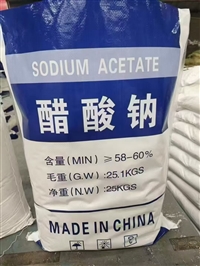 SODIUM ACETATE
醋酸钠
含量(MIN) ≥58-60%
毛重(G.W) :25.1KGS
净重(N.W) :25KGS
MADE IN CHINA